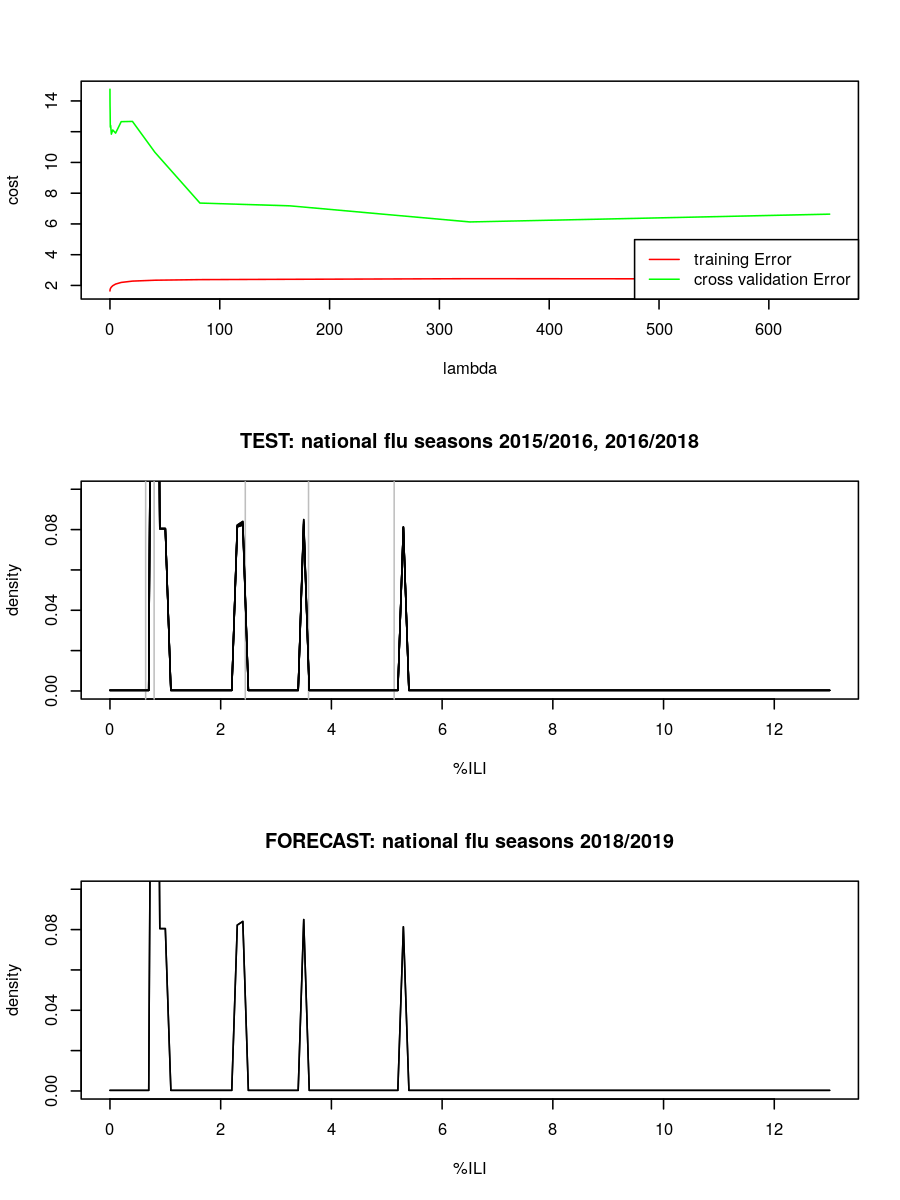 cost
2 4 6 8 10 14
training Error
cross validation Error
0 100 200 300 400 500 600
lambda
TEST: national flu seasons 2015/2016, 2016/2018
density
0.00 0.04 0.08
0 2 4 6 8 10 12
%ILI
FORECAST: national flu seasons 2018/2019
density
0.00 0.04 0.08
0 2 4 6 8 10 12
%ILI